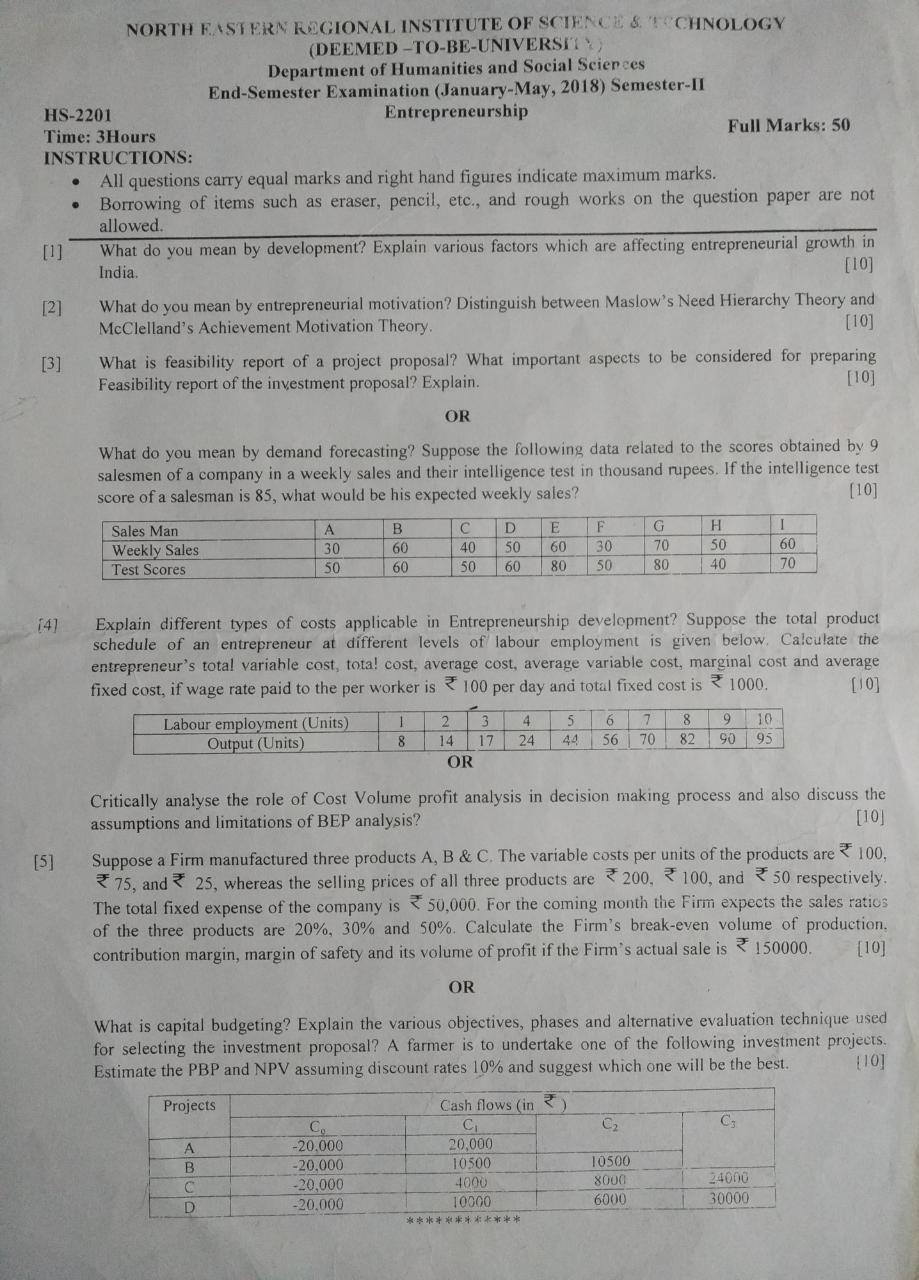 NORTH EASTERN REGIONAL INSTITUTE OF SCIENCE & TECHNOLOGY
(DEEMED –TO-BE-UNIVERSITY)
Department of Humanities and Social Sciences
End-Semester Examination (January-May, 2018) Semester-II
HS-2201 Entrepreneurship
Time: 3Hours Full Marks: 50
INSTRUCTIONS:
• All questions carry equal marks and right hand figures indicate maximum marks.
• Borrowing of items such as eraser, pencil, etc., and rough works on the question paper are not
allowed.
[1] What do you mean by development? Explain various factors which are affecting entrepreneurial growth in
India. [10]
[2] What do you mean by entrepreneurial motivation? Distinguish between Maslow's Need Hierarchy Theory and
McClelland's Achievement Motivation Theory. [10]
[3] What is feasibility report of a project proposal? What important aspects to be considered for preparing
Feasibility report of the investment proposal? Explain. [10]
OR
What do you mean by demand forecasting? Suppose the following data related to the scores obtained by 9
salesmen of a company in a weekly sales and their intelligence test in thousand rupees. If the intelligence test
score of a salesman is 85, what would be his expected weekly sales? [10]
Sales Man A B C D E F G H I
Weekly Sales 30 60 40 50 60 30 70 50 60
Test Scores 50 60 50 60 80 50 80 40 70
[4] Explain different types of costs applicable in Entrepreneurship development? Suppose the total product
schedule of an entrepreneur at different levels of labour employment is given below. Calculate the
entrepreneur's total variable cost, total cost, average cost, average variable cost, marginal cost and average
fixed cost, if wage rate paid to the per worker is ₹ 100 per day and total fixed cost is ₹ 1000. [10]
Labour employment (Units) 1 2 3 4 5 6 7 8 9 10
Output (Units) 8 14 17 24 44 56 70 82 90 95
OR
Critically analyse the role of Cost Volume profit analysis in decision making process and also discuss the
assumptions and limitations of BEP analysis? [10]
[5] Suppose a Firm manufactured three products A, B & C. The variable costs per units of the products are ₹ 100,
₹ 75, and ₹ 25, whereas the selling prices of all three products are ₹ 200, ₹ 100, and ₹ 50 respectively.
The total fixed expense of the company is ₹ 50,000. For the coming month the Firm expects the sales ratios
of the three products are 20%, 30% and 50%. Calculate the Firm's break-even volume of production,
contribution margin, margin of safety and its volume of profit if the Firm's actual sale is ₹ 150000. [10]
OR
What is capital budgeting? Explain the various objectives, phases and alternative evaluation technique used
for selecting the investment proposal? A farmer is to undertake one of the following investment projects.
Estimate the PBP and NPV assuming discount rates 10% and suggest which one will be the best. [10]
Projects Cash flows (in ₹ )
C₀ C₁ C₂ C₃
A -20,000 20,000
B -20,000 10500 10500
C -20,000 4000 8000 24000
D -20,000 10000 6000 30000
************